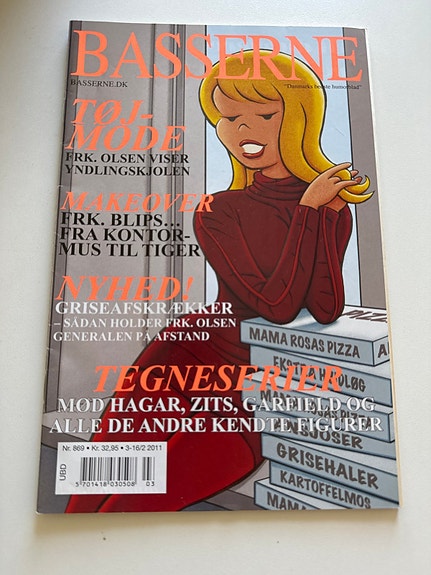 BASSERNE
BASSERNE.DK
"Danmarks bedste humorblad"
TØJ-
MODE
FRK. OLSEN VISER
YNDLINGSKJOLEN
MAKEOVER
FRK. BLIPS...
FRA KONTOR-
MUS TIL TIGER
NYHED!
GRISEAFSKRÆKKER
– SÅDAN HOLDER FRK. OLSEN
GENERALEN PÅ AFSTAND
MAMA ROSAS PIZZA
EKSTRA
TEGNESERIER
MØD HAGAR, ZITS, GARFIELD OG
ALLE DE ANDRE KENDTE FIGURER
GRISEHALER
KARTOFFELMOS
MAMA
Nr. 869 • Kr. 32,95 • 3-16/2 2011
UBD
5 701418 030508 03